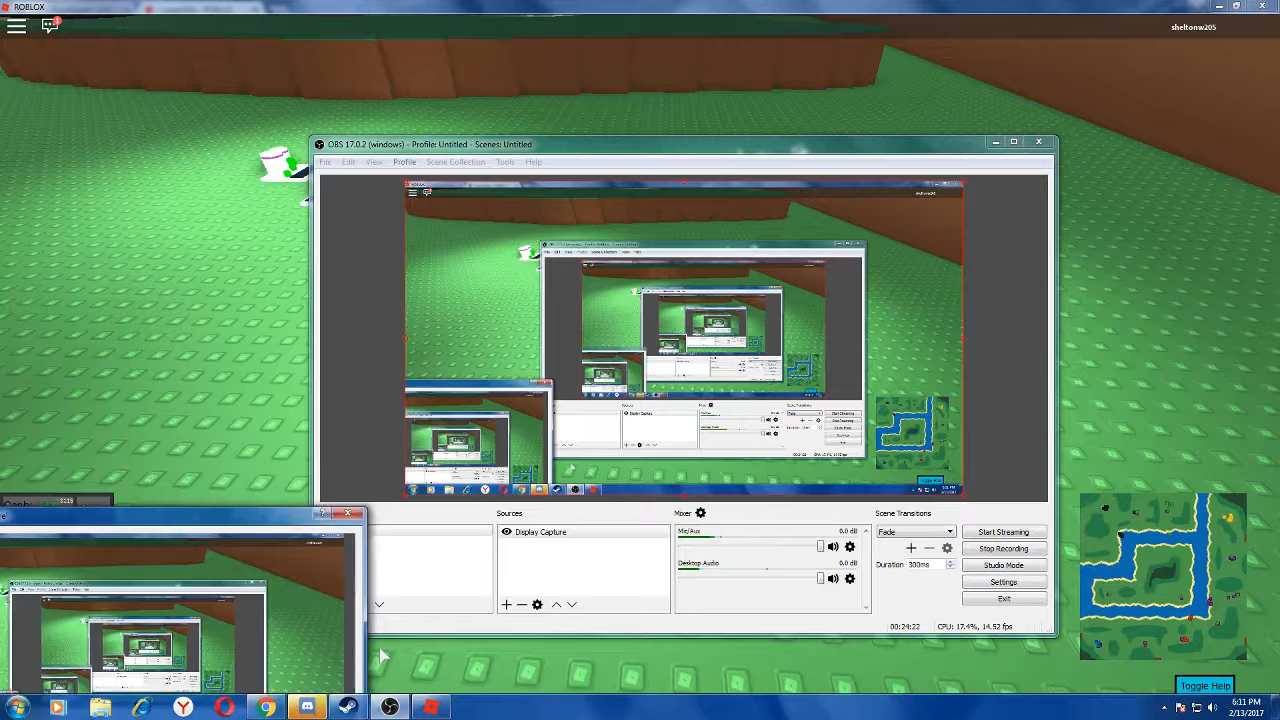 ROBLOX
1
sheltonw205
OBS 17.0.2 (windows) - Profile: Untitled - Scenes: Untitled
File Edit View Profile Scene Collection Tools Help
Sources
Mixer
Scene Transitions
Display Capture
Mic/Aux
0.0 dB
Desktop Audio
0.0 dB
Fade
Duration 300ms
Start Streaming
Stop Recording
Studio Mode
Settings
Exit
00:24:22
CPU: 17.4%, 14.52 fps
$115
Toggle Help
6:11 PM
2/13/2017